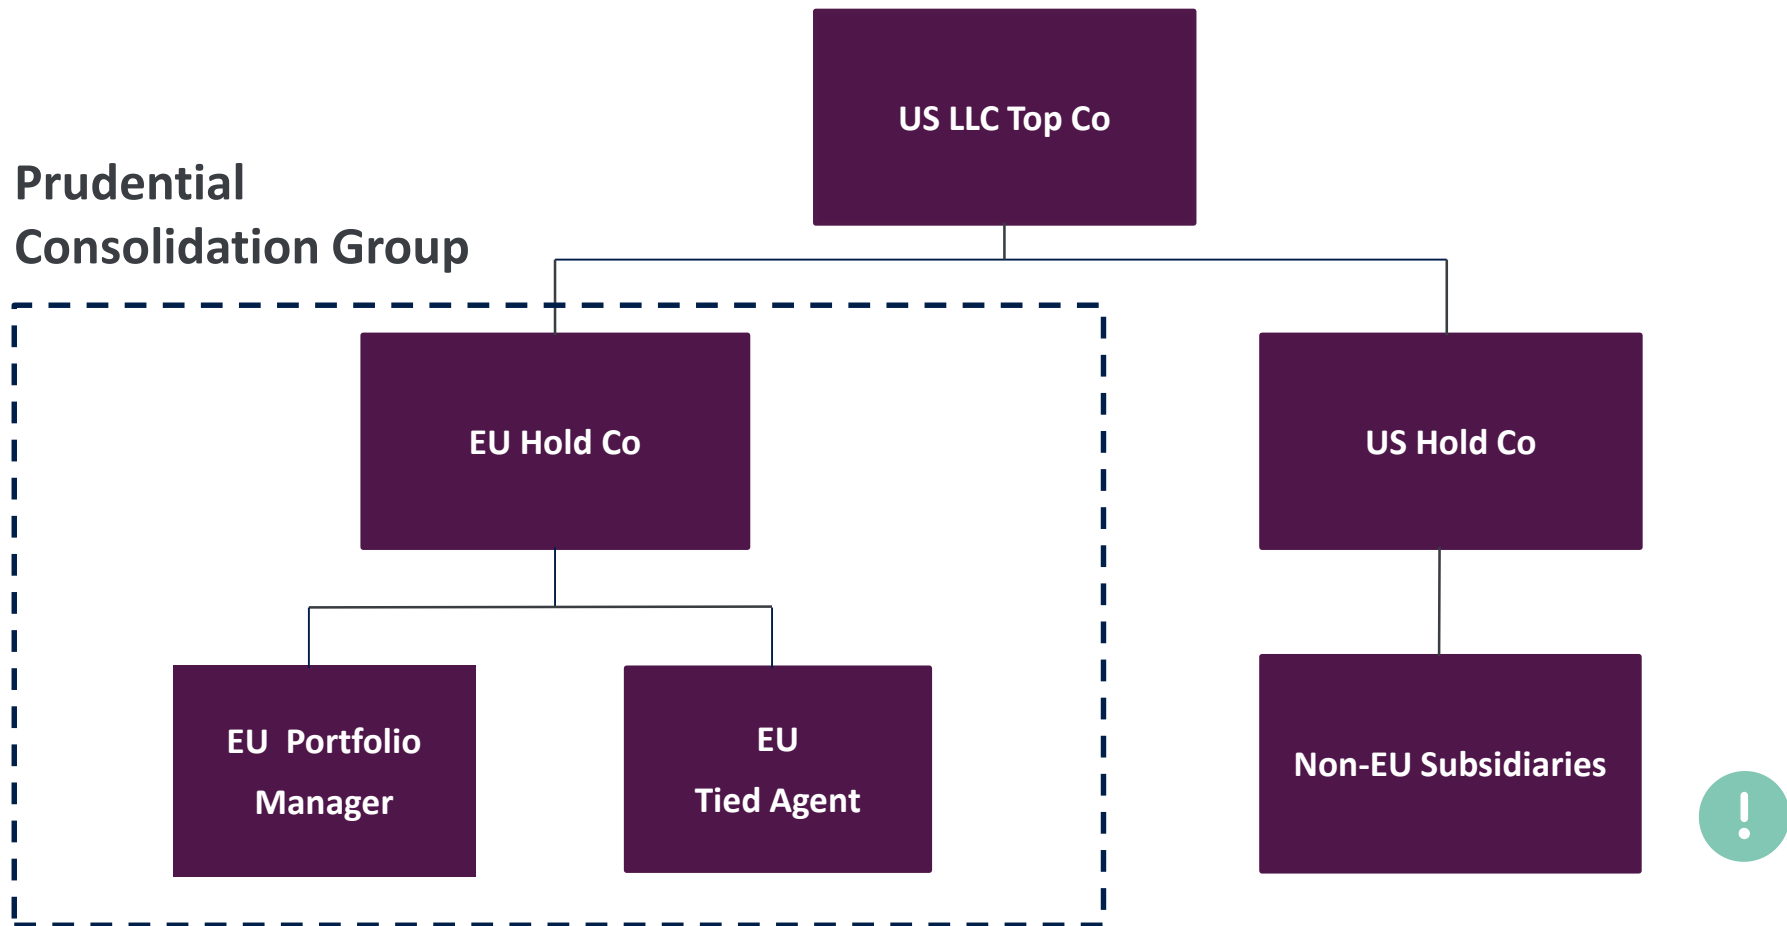 US LLC Top Co
Prudential
Consolidation Group
EU Hold Co
US Hold Co
EU Portfolio
Manager
EU
Tied Agent
Non-EU Subsidiaries
!